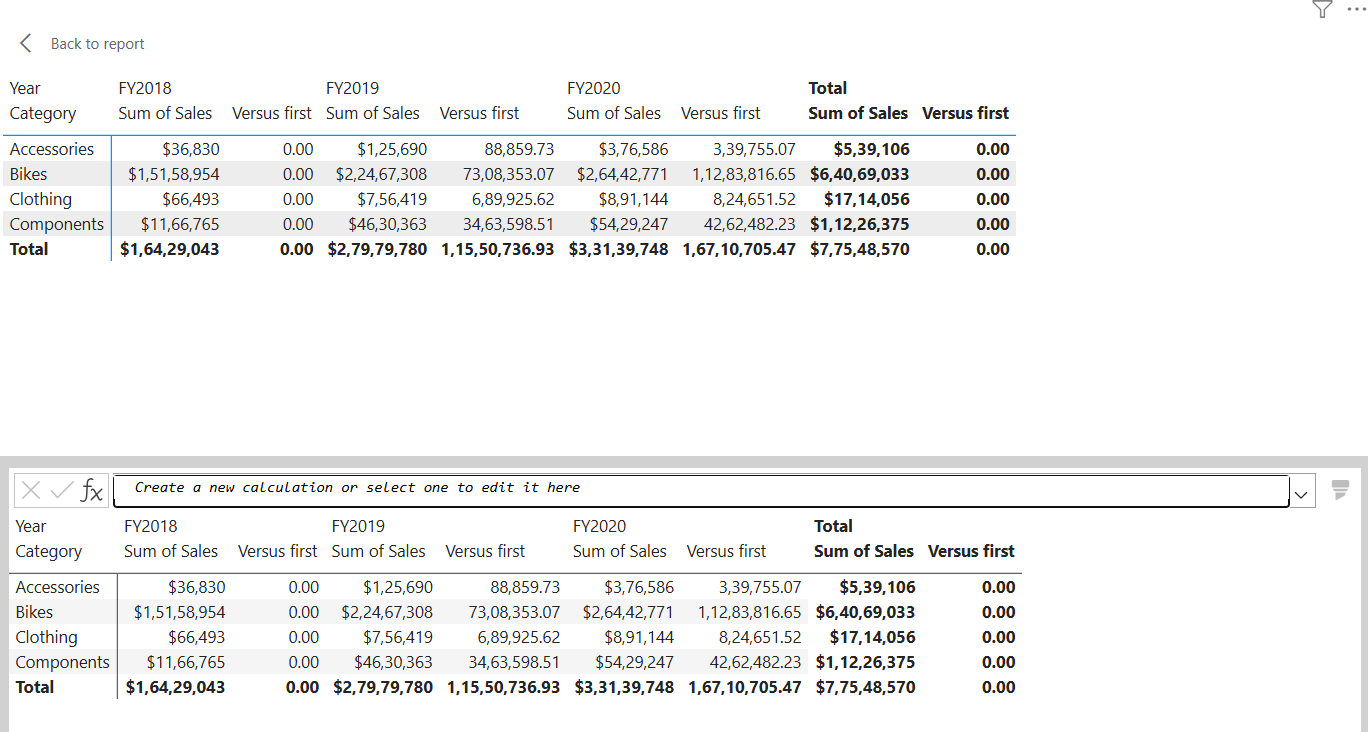 Back to report
Year FY2018 FY2019 FY2020 Total
Category Sum of Sales Versus first Sum of Sales Versus first Sum of Sales Versus first Sum of Sales Versus first
Accessories $36,830 0.00 $1,25,690 88,859.73 $3,76,586 3,39,755.07 $5,39,106 0.00
Bikes $1,51,58,954 0.00 $2,24,67,308 73,08,353.07 $2,64,42,771 1,12,83,816.65 $6,40,69,033 0.00
Clothing $66,493 0.00 $7,56,419 6,89,925.62 $8,91,144 8,24,651.52 $17,14,056 0.00
Components $11,66,765 0.00 $46,30,363 34,63,598.51 $54,29,247 42,62,482.23 $1,12,26,375 0.00
Total $1,64,29,043 0.00 $2,79,79,780 1,15,50,736.93 $3,31,39,748 1,67,10,705.47 $7,75,48,570 0.00
fx Create a new calculation or select one to edit it here
Year FY2018 FY2019 FY2020 Total
Category Sum of Sales Versus first Sum of Sales Versus first Sum of Sales Versus first Sum of Sales Versus first
Accessories $36,830 0.00 $1,25,690 88,859.73 $3,76,586 3,39,755.07 $5,39,106 0.00
Bikes $1,51,58,954 0.00 $2,24,67,308 73,08,353.07 $2,64,42,771 1,12,83,816.65 $6,40,69,033 0.00
Clothing $66,493 0.00 $7,56,419 6,89,925.62 $8,91,144 8,24,651.52 $17,14,056 0.00
Components $11,66,765 0.00 $46,30,363 34,63,598.51 $54,29,247 42,62,482.23 $1,12,26,375 0.00
Total $1,64,29,043 0.00 $2,79,79,780 1,15,50,736.93 $3,31,39,748 1,67,10,705.47 $7,75,48,570 0.00